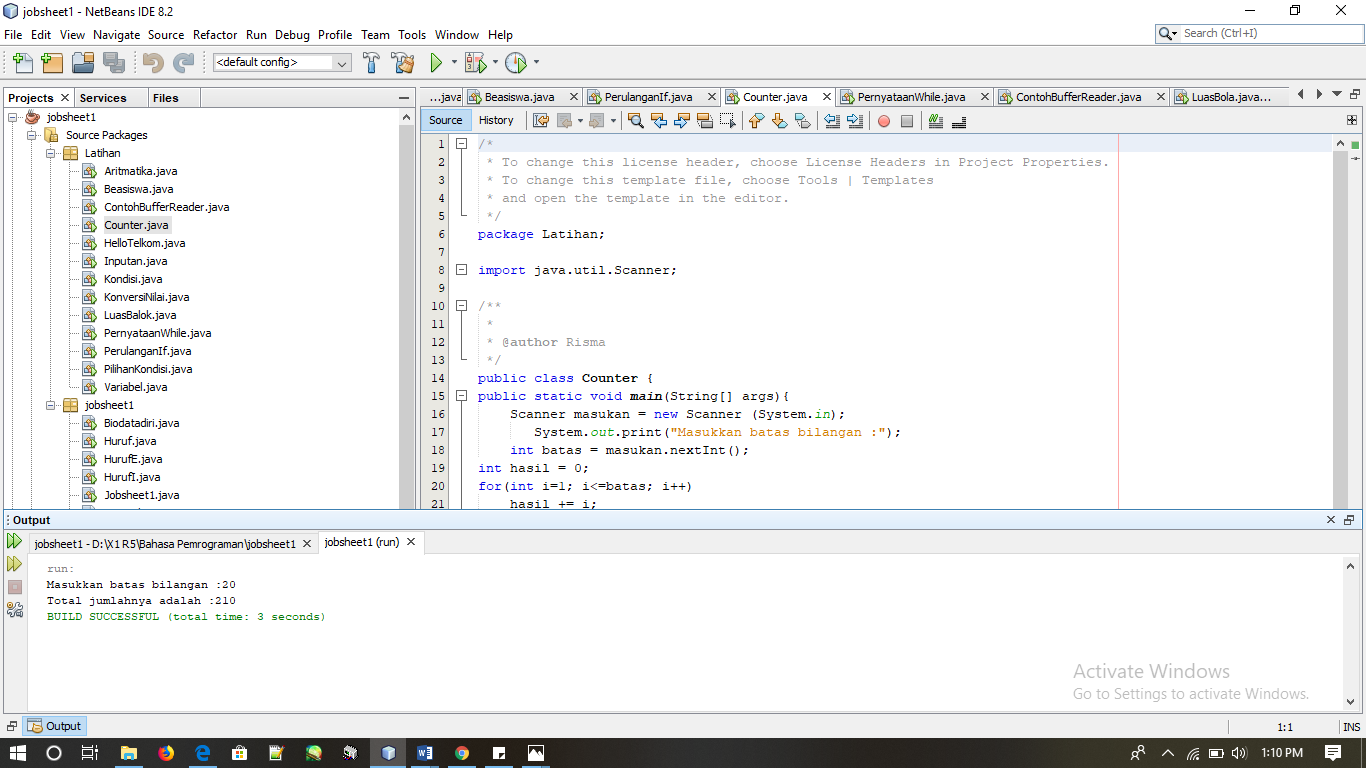 jobsheet1 - NetBeans IDE 8.2
File Edit View Navigate Source Refactor Run Debug Profile Team Tools Window Help
Search (Ctrl+I)
<default config>
Projects Services Files
...java Beasiswa.java PerulanganIf.java Counter.java PernyataanWhile.java ContohBufferReader.java LuasBola.java...
Source History
jobsheet1
Source Packages
Latihan
Aritmatika.java
Beasiswa.java
ContohBufferReader.java
Counter.java
HelloTelkom.java
Inputan.java
Kondisi.java
KonversiNilai.java
LuasBalok.java
PernyataanWhile.java
PerulanganIf.java
PilihanKondisi.java
Variabel.java
jobsheet1
Biodatadiri.java
Huruf.java
HurufE.java
HurufI.java
Jobsheet1.java
1 /*
2 * To change this license header, choose License Headers in Project Properties.
3 * To change this template file, choose Tools | Templates
4 * and open the template in the editor.
5 */
6 package Latihan;
7
8 import java.util.Scanner;
9
10 /**
11 *
12 * @author Risma
13 */
14 public class Counter {
15 public static void main(String[] args){
16 Scanner masukan = new Scanner (System.in);
17 System.out.print("Masukkan batas bilangan :");
18 int batas = masukan.nextInt();
19 int hasil = 0;
20 for(int i=1; i<=batas; i++)
21 hasil += i;
Output
jobsheet1 - D:\X1 R5\Bahasa Pemrograman\jobsheet1 jobsheet1 (run)
run:
Masukkan batas bilangan :20
Total jumlahnya adalah :210
BUILD SUCCESSFUL (total time: 3 seconds)
Activate Windows
Go to Settings to activate Windows.
Output
1:1 INS
1:10 PM